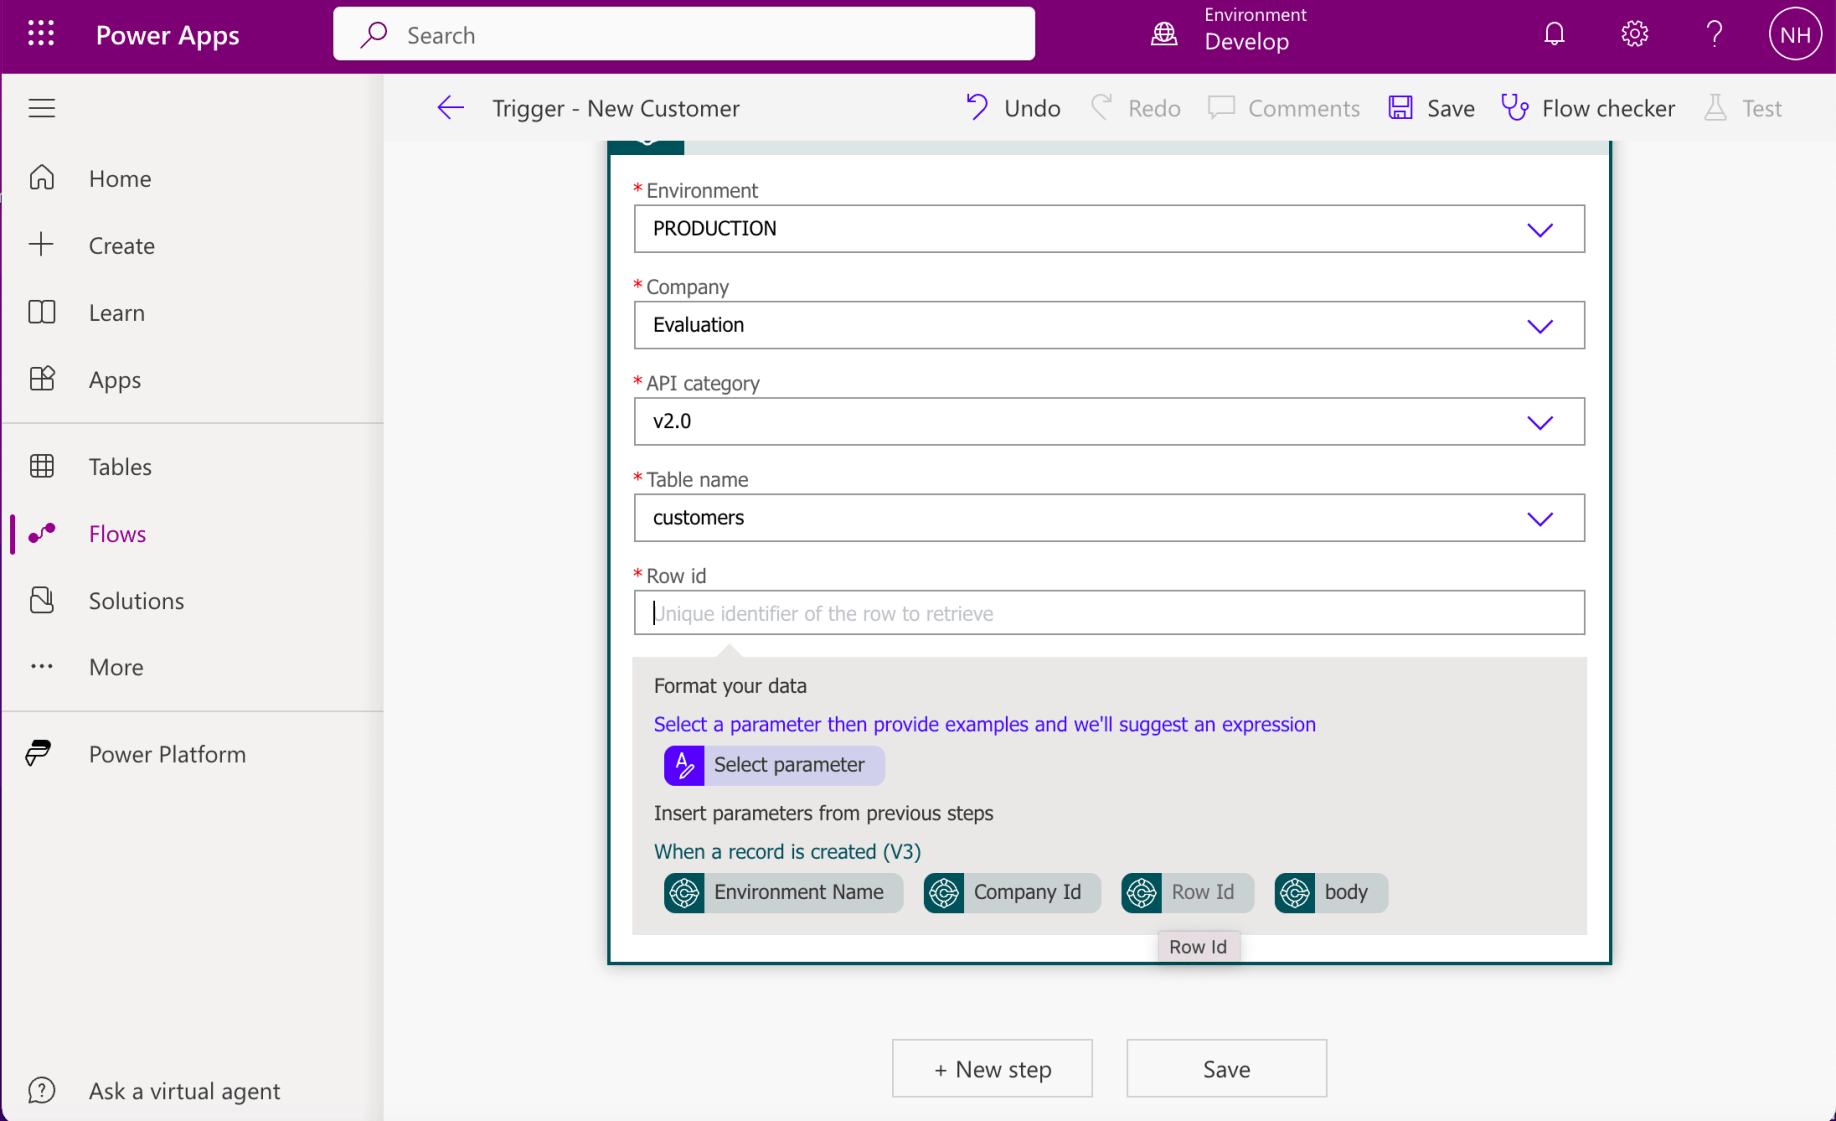 Power Apps
Search
Environment
Develop
NH
Trigger - New Customer
Undo
Redo
Comments
Save
Flow checker
Test
Home
Create
Learn
Apps
Tables
Flows
Solutions
More
Power Platform
Ask a virtual agent
* Environment
PRODUCTION
* Company
Evaluation
* API category
v2.0
* Table name
customers
* Row id
Unique identifier of the row to retrieve
Format your data
Select a parameter then provide examples and we'll suggest an expression
Select parameter
Insert parameters from previous steps
When a record is created (V3)
Environment Name
Company Id
Row Id
body
Row Id
+ New step
Save